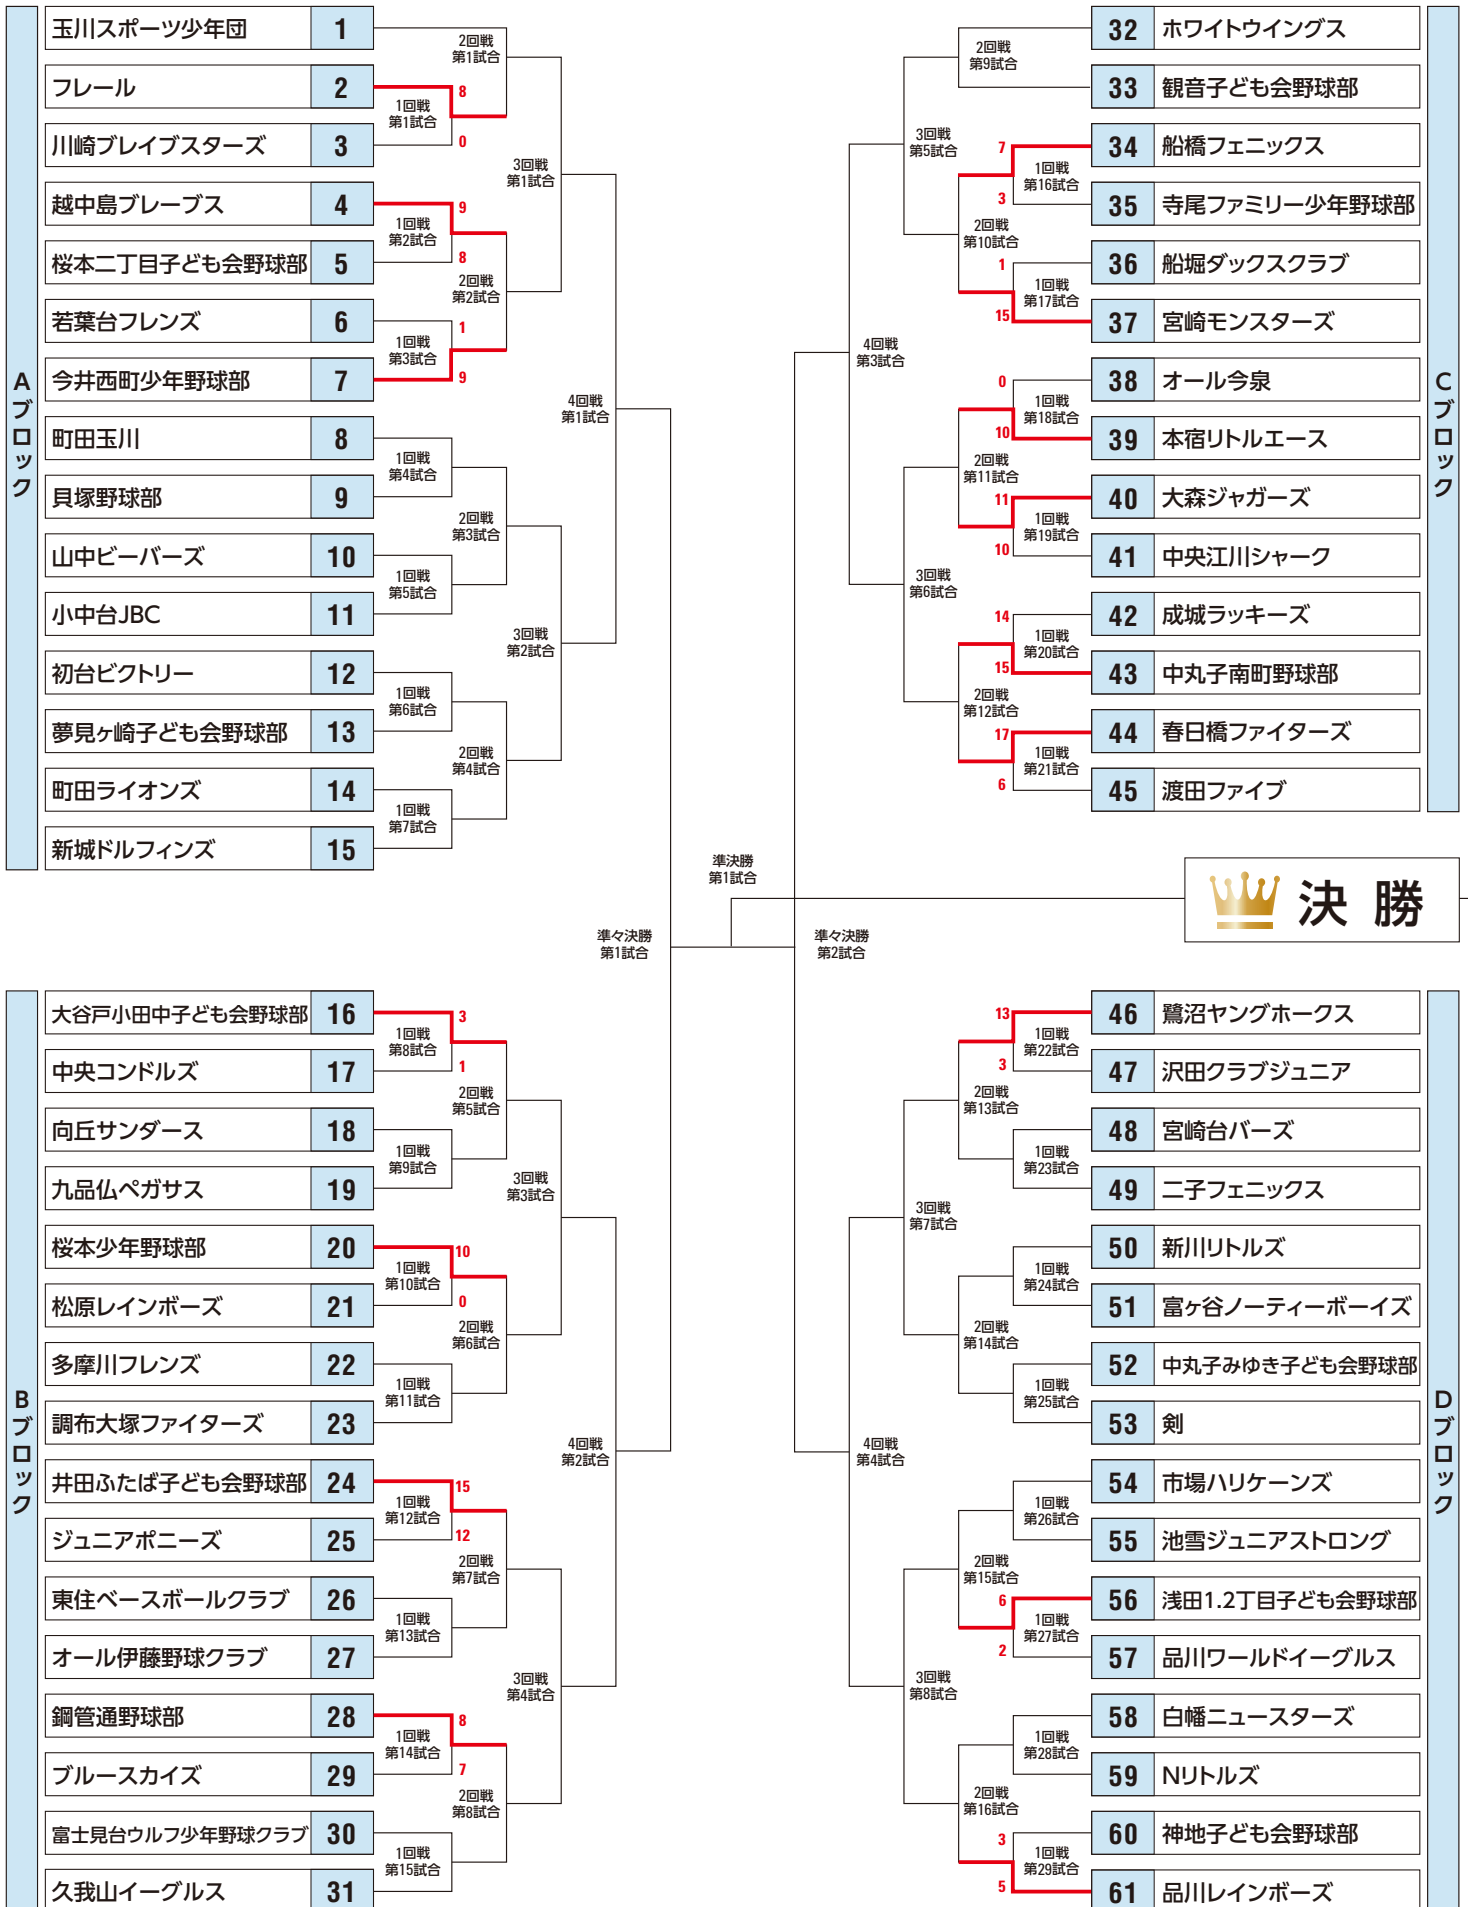 Aブロック
玉川スポーツ少年団 1
フレール 2
川崎ブレイブスターズ 3
越中島ブレーブス 4
桜本二丁目子ども会野球部 5
若葉台フレンズ 6
今井西町少年野球部 7
町田玉川 8
貝塚野球部 9
山中ビーバーズ 10
小中台JBC 11
初台ビクトリー 12
夢見ヶ崎子ども会野球部 13
町田ライオンズ 14
新城ドルフィンズ 15
1回戦
第1試合
8
0
1回戦
第2試合
9
8
1回戦
第3試合
1
9
1回戦
第4試合
1回戦
第5試合
1回戦
第6試合
1回戦
第7試合
2回戦
第1試合
2回戦
第2試合
2回戦
第3試合
2回戦
第4試合
3回戦
第1試合
3回戦
第2試合
4回戦
第1試合
Bブロック
大谷戸小田中子ども会野球部 16
中央コンドルズ 17
向丘サンダース 18
九品仏ペガサス 19
桜本少年野球部 20
松原レインボーズ 21
多摩川フレンズ 22
調布大塚ファイターズ 23
井田ふたば子ども会野球部 24
ジュニアポニーズ 25
東住ベースボールクラブ 26
オール伊藤野球クラブ 27
鋼管通野球部 28
ブルースカイズ 29
富士見台ウルフ少年野球クラブ 30
久我山イーグルス 31
1回戦
第8試合
3
1
1回戦
第9試合
1回戦
第10試合
10
0
1回戦
第11試合
1回戦
第12試合
15
12
1回戦
第13試合
1回戦
第14試合
8
7
1回戦
第15試合
2回戦
第5試合
2回戦
第6試合
2回戦
第7試合
2回戦
第8試合
3回戦
第3試合
3回戦
第4試合
4回戦
第2試合
準々決勝
第1試合
準決勝
第1試合
準々決勝
第2試合
決勝
Cブロック
32 ホワイトウイングス
33 観音子ども会野球部
34 船橋フェニックス
35 寺尾ファミリー少年野球部
36 船堀ダックスクラブ
37 宮崎モンスターズ
38 オール今泉
39 本宿リトルエース
40 大森ジャガーズ
41 中央江川シャーク
42 成城ラッキーズ
43 中丸子南町野球部
44 春日橋ファイターズ
45 渡田ファイブ
2回戦
第9試合
1回戦
第16試合
7
3
1回戦
第17試合
1
15
1回戦
第18試合
0
10
1回戦
第19試合
11
10
1回戦
第20試合
14
15
1回戦
第21試合
17
6
2回戦
第10試合
2回戦
第11試合
2回戦
第12試合
3回戦
第5試合
3回戦
第6試合
4回戦
第3試合
Dブロック
46 鷺沼ヤングホークス
47 沢田クラブジュニア
48 宮崎台バーズ
49 二子フェニックス
50 新川リトルズ
51 富ヶ谷ノーティーボーイズ
52 中丸子みゆき子ども会野球部
53 剣
54 市場ハリケーンズ
55 池雪ジュニアストロング
56 浅田1.2丁目子ども会野球部
57 品川ワールドイーグルス
58 白幡ニュースターズ
59 Nリトルズ
60 神地子ども会野球部
61 品川レインボーズ
1回戦
第22試合
13
3
1回戦
第23試合
1回戦
第24試合
1回戦
第25試合
1回戦
第26試合
1回戦
第27試合
6
2
1回戦
第28試合
1回戦
第29試合
3
5
2回戦
第13試合
2回戦
第14試合
2回戦
第15試合
2回戦
第16試合
3回戦
第7試合
3回戦
第8試合
4回戦
第4試合